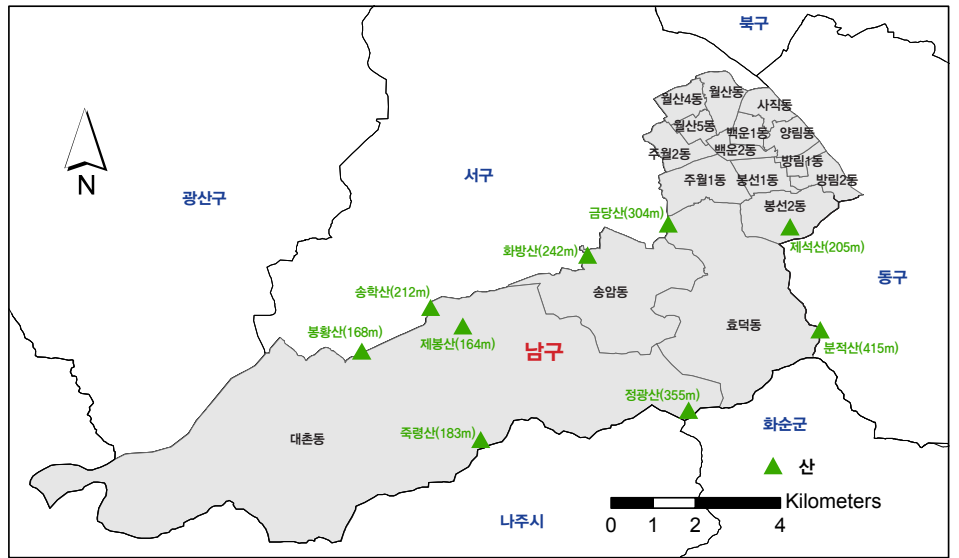 북구
월산4동
월산동
사직동
월산5동
백운1동
양림동
주월2동
백운2동
방림1동
서구
주월1동
봉선1동
방림2동
N
광산구
금당산(304m)
봉선2동
제석산(205m)
화방산(242m)
동구
송학산(212m)
송암동
효덕동
봉황산(168m)
제봉산(164m)
남구
분적산(415m)
정광산(355m)
화순군
대촌동
죽령산(183m)
산
Kilometers
나주시
0 1 2 4